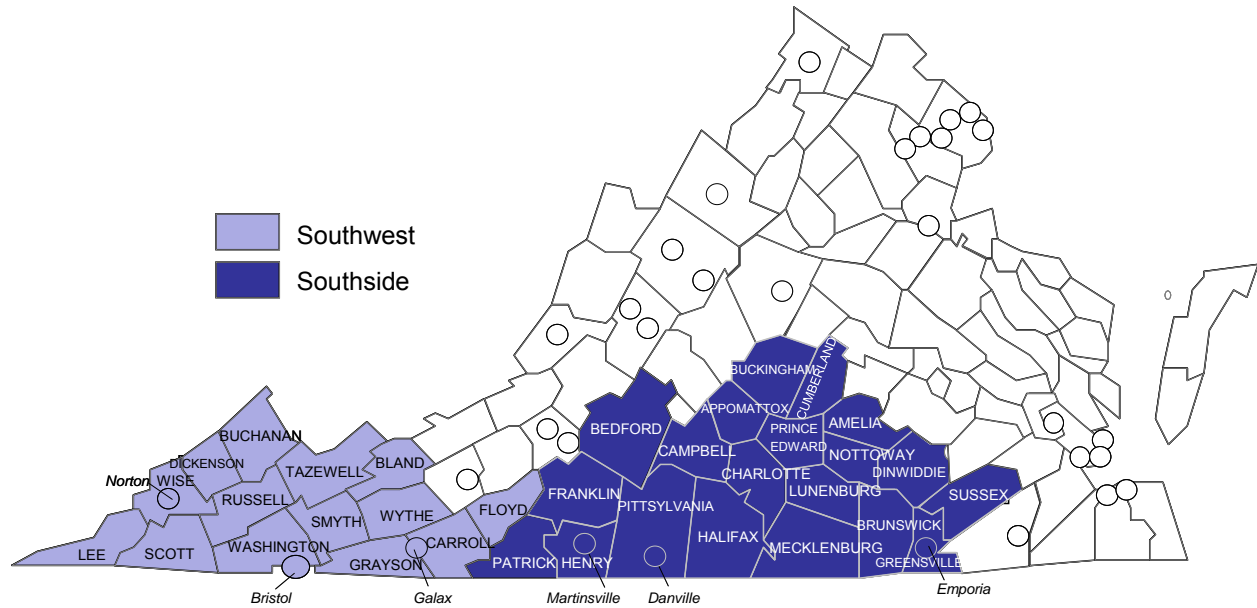 Southwest
Southside
BUCKINGHAM
CUMBERLAND
APPOMATTOX
BUCHANAN
BEDFORD
PRINCE
EDWARD
AMELIA
DICKENSON
TAZEWELL
BLAND
CAMPBELL
NOTTOWAY
Norton
WISE
CHARLOTTE
DINWIDDIE
RUSSELL
FRANKLIN
LUNENBURG
SUSSEX
SMYTH
WYTHE
FLOYD
PITTSYLVANIA
BRUNSWICK
LEE
SCOTT
WASHINGTON
CARROLL
HALIFAX
MECKLENBURG
GRAYSON
PATRICK
HENRY
GREENSVILLE
Bristol
Galax
Martinsville
Danville
Emporia